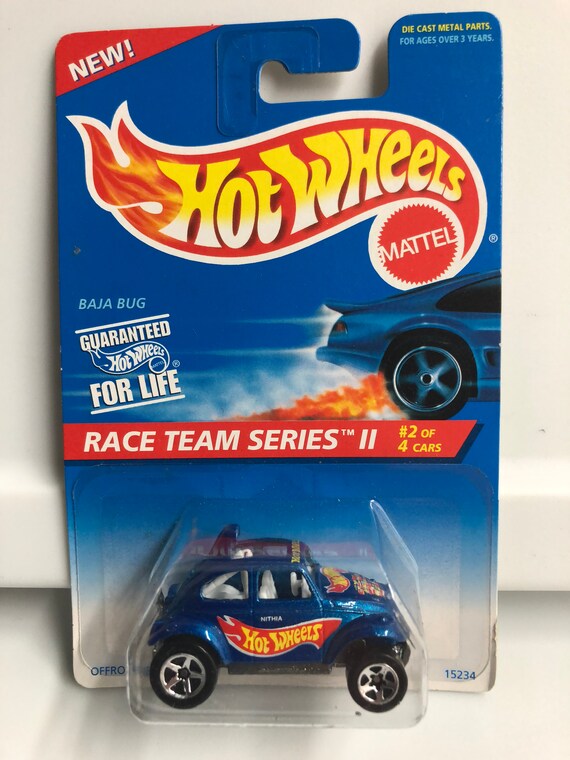 NEW!
DIE CAST METAL PARTS.
FOR AGES OVER 3 YEARS.
HOT WHEELS
MATTEL
®
BAJA BUG
GUARANTEED
HOT WHEELS ®
FOR LIFE
RACE TEAM SERIES™ II
#2 OF
4 CARS
NITHIA
HOT WHEELS
OFFRO
15234